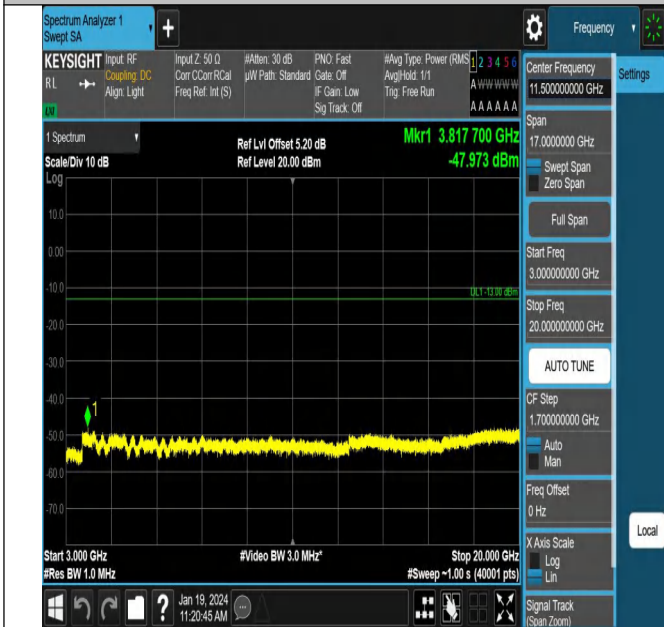 Spectrum Analyzer 1
Swept SA
Frequency
KEYSIGHT
RL
LXI
Input: RF
Coupling: DC
Align: Light
Input Z: 50 Ω
Corr CCorr RCal
Freq Ref: Int (S)
#Atten: 30 dB
µW Path: Standard
PNO: Fast
Gate: Off
IF Gain: Low
Sig Track: Off
#Avg Type: Power (RMS
Avg|Hold: 1/1
Trig: Free Run
1 2 3 4 5 6
A W W W W W
A A A A A A
1 Spectrum
Scale/Div 10 dB
Log
Ref Lvl Offset 5.20 dB
Ref Level 20.00 dBm
Mkr1 3.817 700 GHz
-47.973 dBm
10.0
0.00
-10.0
DL1 -13.00 dBm
-20.0
-30.0
-40.0
1
-50.0
-60.0
-70.0
Start 3.000 GHz
#Res BW 1.0 MHz
#Video BW 3.0 MHz*
Stop 20.000 GHz
#Sweep ~1.00 s (40001 pts)
Jan 19, 2024
11:20:45 AM
Center Frequency
11.500000000 GHz
Settings
Span
17.0000000 GHz
Swept Span
Zero Span
Full Span
Start Freq
3.000000000 GHz
Stop Freq
20.000000000 GHz
AUTO TUNE
CF Step
1.700000000 GHz
Auto
Man
Freq Offset
0 Hz
X Axis Scale
Log
Lin
Local
Signal Track
(Span Zoom)